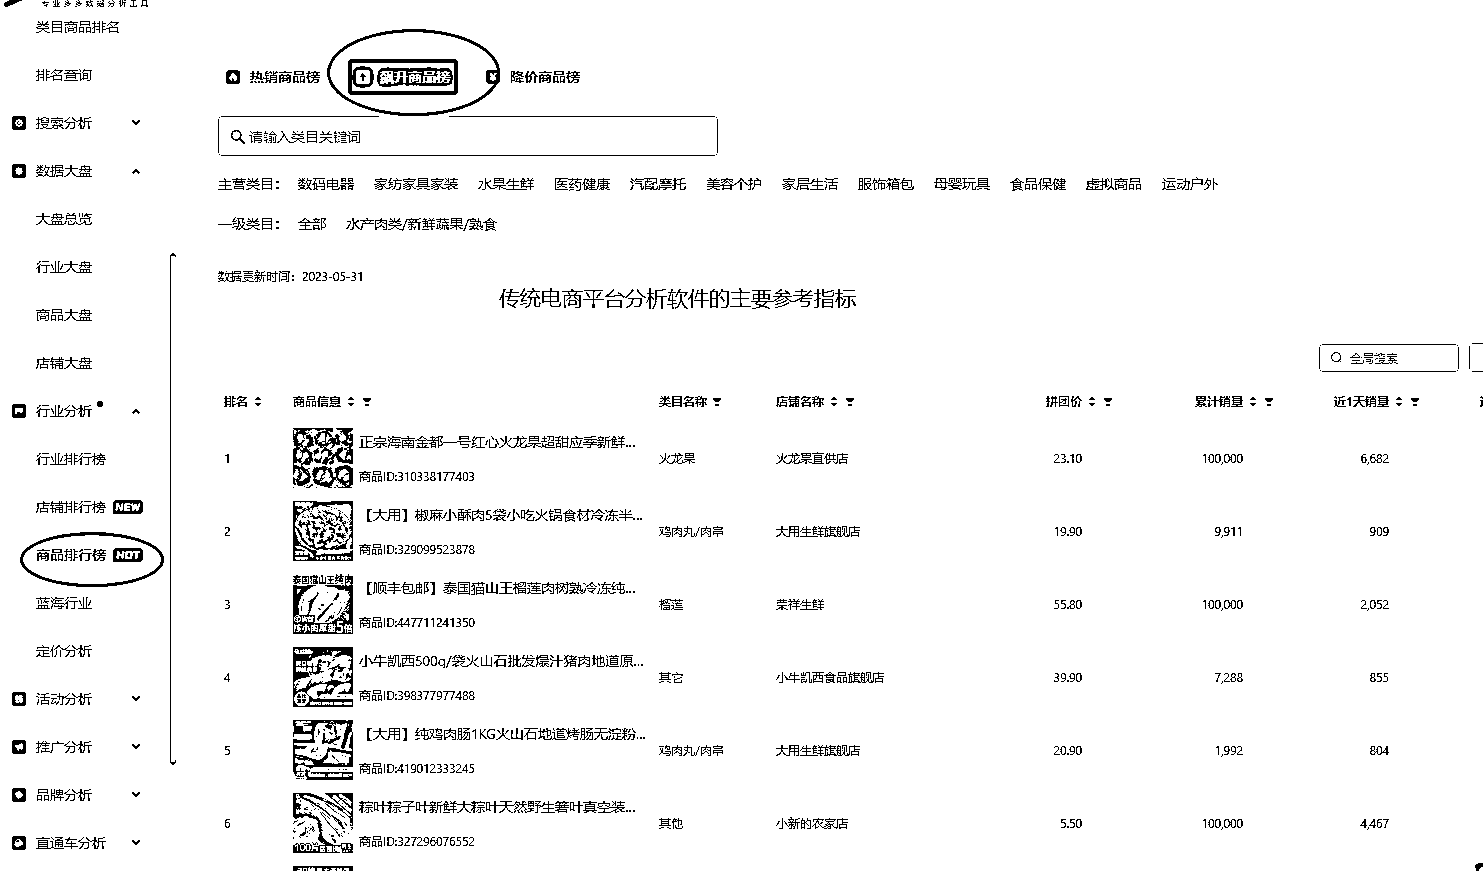 专业多多数据分析工具
类目商品排名
排名查询
搜索分析
数据大盘
大盘总览
行业大盘
商品大盘
店铺大盘
行业分析
行业排行榜
店铺排行榜 NEW
商品排行榜 HOT
蓝海行业
定价分析
活动分析
推广分析
品牌分析
直通车分析
热销商品榜 飙升商品榜 降价商品榜
请输入类目关键词
主营类目： 数码电器 家纺家具家装 水果生鲜 医药健康 汽配摩托 美容个护 家居生活 服饰箱包 母婴玩具 食品保健 虚拟商品 运动户外
一级类目： 全部 水产肉类/新鲜蔬果/熟食
数据更新时间：2023-05-31
传统电商平台分析软件的主要参考指标
全局搜索
排名 商品信息 类目名称 店铺名称 拼团价 累计销量 近1天销量
1 正宗海南金都一号红心火龙果超甜应季新鲜... 火龙果 火龙果直供店 23.10 100,000 6,682
商品ID:310338177403
2 【大用】椒麻小酥肉5袋小吃火锅食材冷冻半... 鸡肉丸/肉串 大用生鲜旗舰店 19.90 9,911 909
商品ID:329099523878
泰国猫山王纯肉
3 【顺丰包邮】泰国猫山王榴莲肉树熟冷冻纯... 榴莲 荣祥生鲜 55.80 100,000 2,052
商品ID:447711241350
4 小牛凯西500g/袋火山石批发爆汁猪肉地道原... 其它 小牛凯西食品旗舰店 39.90 7,288 855
商品ID:398377977488
5 【大用】纯鸡肉肠1KG火山石地道烤肠无淀粉... 鸡肉丸/肉串 大用生鲜旗舰店 20.90 1,992 804
商品ID:419012333245
6 粽叶粽子叶新鲜大粽叶天然野生箬叶真空装... 其他 小新的农家店 5.50 100,000 4,467
商品ID:327296076552